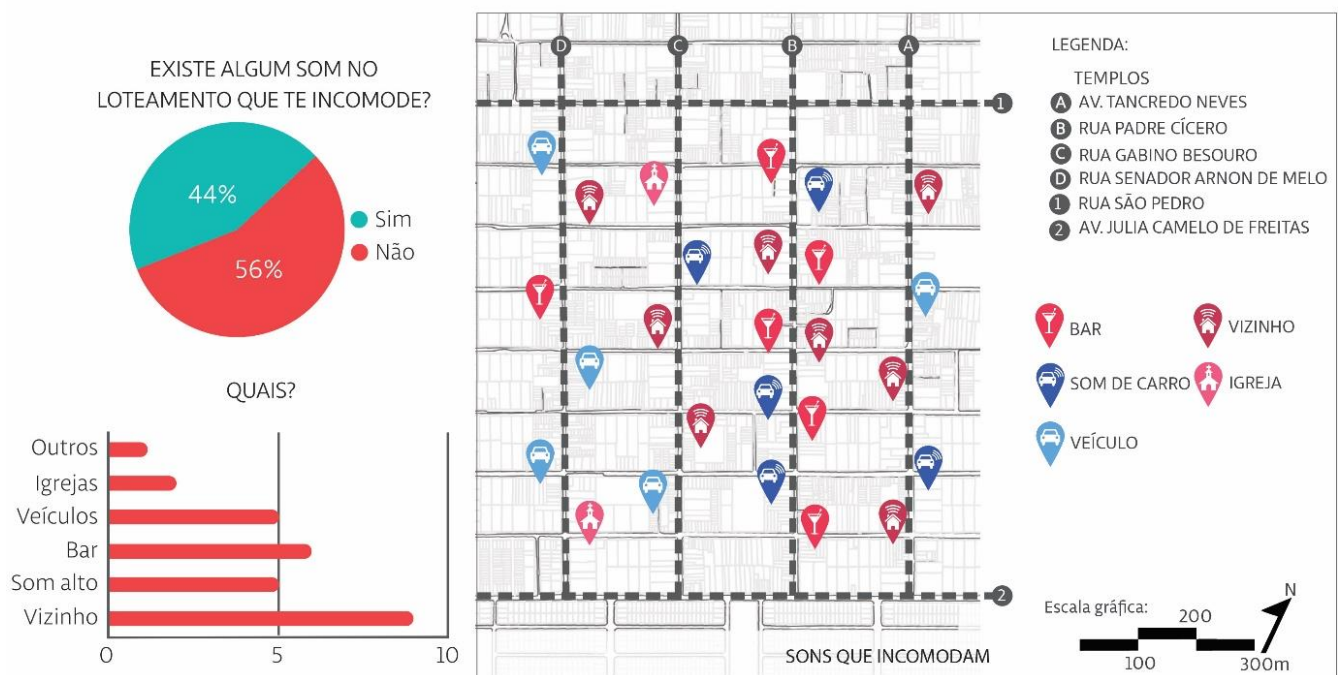 EXISTE ALGUM SOM NO
LOTEAMENTO QUE TE INCOMODE?
44%
56%
Sim
Não
QUAIS?
Outros
Igrejas
Veículos
Bar
Som alto
Vizinho
0
5
10
D
C
B
A
1
2
SONS QUE INCOMODAM
LEGENDA:
TEMPLOS
A AV. TANCREDO NEVES
B RUA PADRE CÍCERO
C RUA GABINO BESOURO
D RUA SENADOR ARNON DE MELO
1 RUA SÃO PEDRO
2 AV. JULIA CAMELO DE FREITAS
BAR
VIZINHO
SOM DE CARRO
IGREJA
VEÍCULO
Escala gráfica:
200
N
100
300m